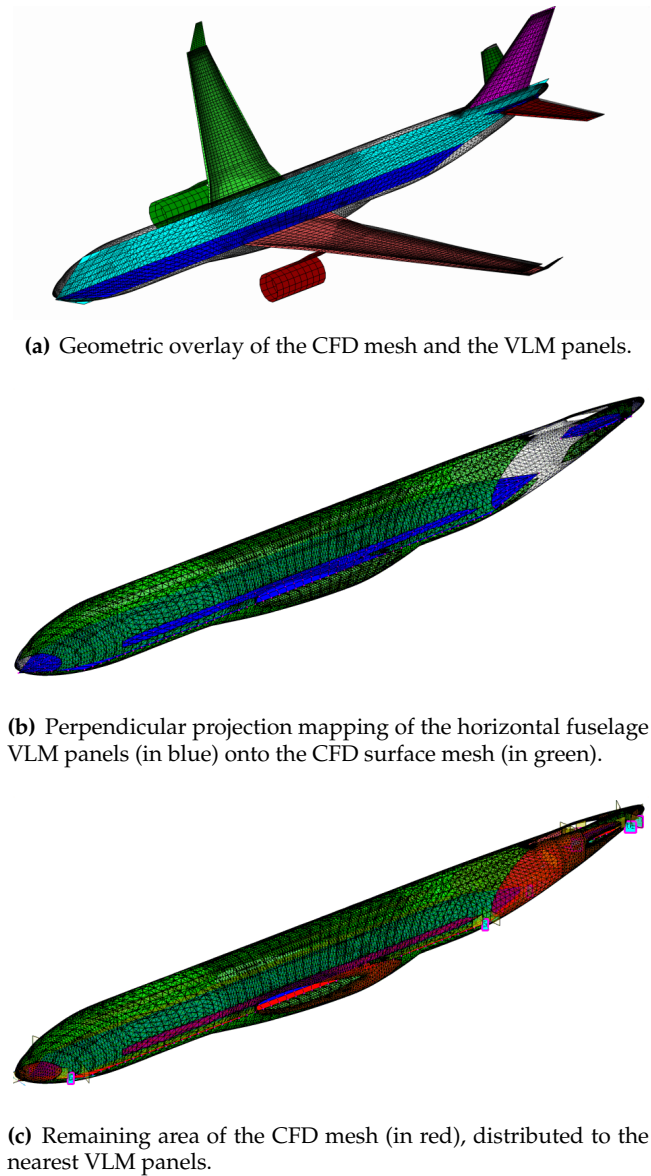 (a) Geometric overlay of the CFD mesh and the VLM panels.
(b) Perpendicular projection mapping of the horizontal fuselage
VLM panels (in blue) onto the CFD surface mesh (in green).
(c) Remaining area of the CFD mesh (in red), distributed to the
nearest VLM panels.